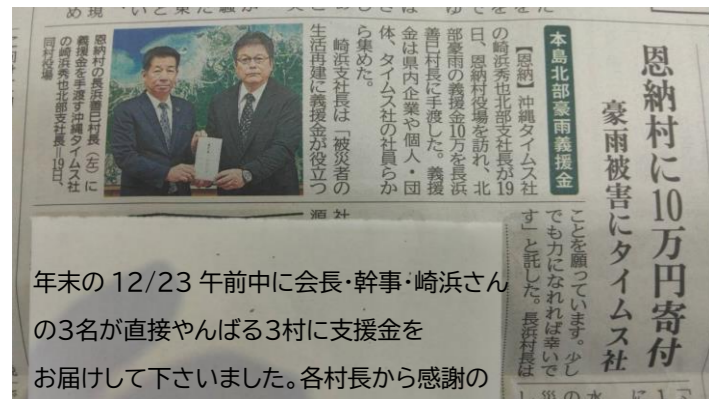 恩納村に10万円寄付
豪雨被害にタイムス社
本島北部豪雨義援金
【恩納】沖縄タイムス社
の崎浜秀也北部支社長が19
日、恩納村役場を訪れ、北
部豪雨の義援金10万を長浜
善巳村長に手渡した。義援
金は県内企業や個人・団
体、タイムス社の社員らか
ら集めた。
崎浜支社長は「被災者の
生活再建に義援金が役立つ
ことを願っています。少し
でも力になれれば幸いで
す」と託した。長浜村長は
恩納村の長浜善巳村長(左)に
義援金を手渡す沖縄タイムス社
の崎浜秀也北部支社長=19日、
同村役場
年末の 12/23 午前中に会長・幹事・崎浜さん
の3名が直接やんばる3村に支援金を
お届けして下さいました。各村長から感謝の